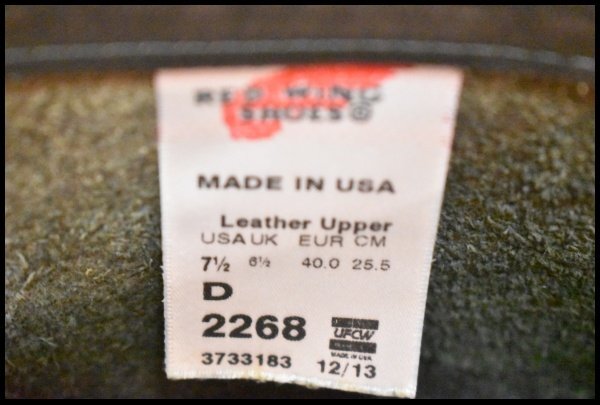 RED WING
SHOES®
MADE IN USA
Leather Upper
USA UK EUR CM
7½ 6½ 40.0 25.5
D
2268
UFCW
MADE IN USA
3733183 12/13